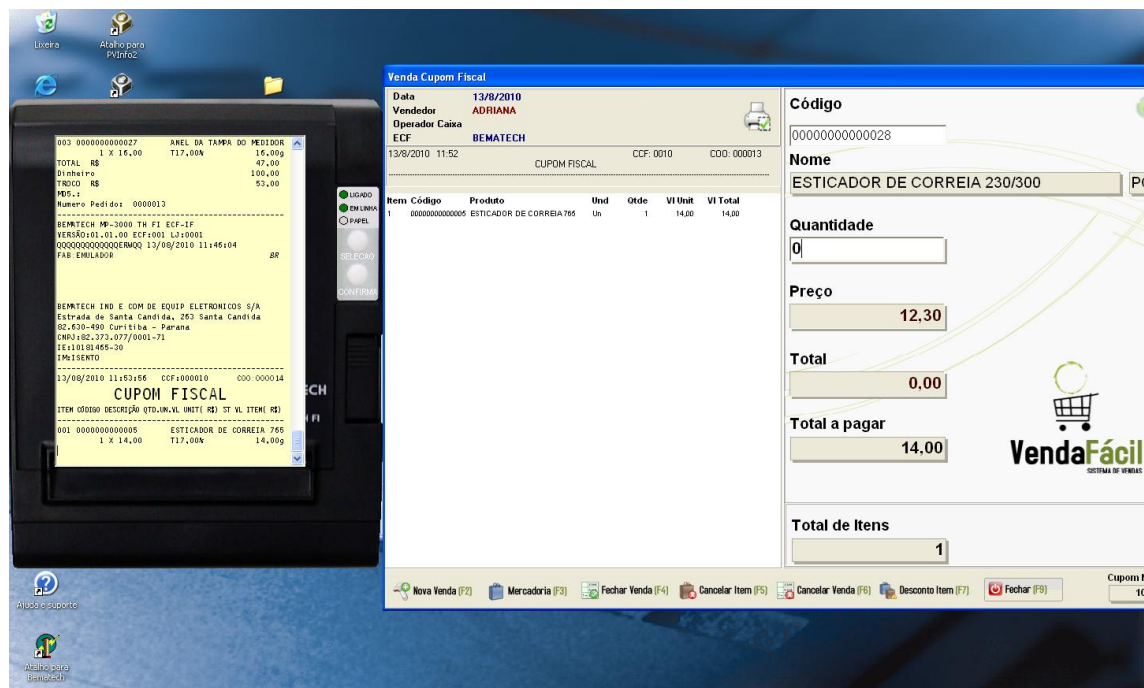 Lixeira
Atalho para
PVInfo2
003 0000000000027 ANEL DA TAMPA DO MEDIDOR
1 X 16,00 T17,00% 16,00g
TOTAL R$ 47,00
Dinheiro 100,00
TROCO R$ 53,00
MD5.:
Numero Pedido: 0000013
BEMATECH MP-3000 TH FI ECF-IF
VERSÃO:01.01.00 ECF:001 LJ:0001
QQQQQQQQQQQQQERWQQ 13/08/2010 11:46:04
FAB:EMULADOR BR
BEMATECH IND E COM DE EQUIP ELETRONICOS S/A
Estrada de Santa Candida, 263 Santa Candida
82.630-490 Curitiba - Parana
CNPJ:82.373.077/0001-71
IE:10181465-30
IM:ISENTO
13/08/2010 11:53:56 CCF:000010 COO:000014
CUPOM FISCAL
ITEM CÓDIGO DESCRIÇÃO QTD.UN.VL UNIT( R$) ST VL ITEM( R$)
001 0000000000005 ESTICADOR DE CORREIA 765
1 X 14,00 T17,00% 14,00g
LIGADO
EM LINHA
PAPEL
SELECAO
CONFIRMA
ECH
FI
Venda Cupom Fiscal
Data 13/8/2010
Vendedor ADRIANA
Operador Caixa
ECF BEMATECH
13/8/2010 11:52 CCF: 0010 COO: 000013
CUPOM FISCAL
Item Código Produto Und Qtde Vl Unit Vl Total
1 0000000000005 ESTICADOR DE CORREIA 765 Un 1 14,00 14,00
Código
00000000000028
Nome
ESTICADOR DE CORREIA 230/300
Quantidade
0
Preço
12,30
Total
0,00
Total a pagar
14,00
VendaFácil
SISTEMA DE VENDAS
Total de Itens
1
Nova Venda (F2) Mercadoria (F3) Fechar Venda (F4) Cancelar Item (F5) Cancelar Venda (F6) Desconto Item (F7) Fechar (F9)
Cupom
10
Ajuda e suporte
Atalho para
Bematech